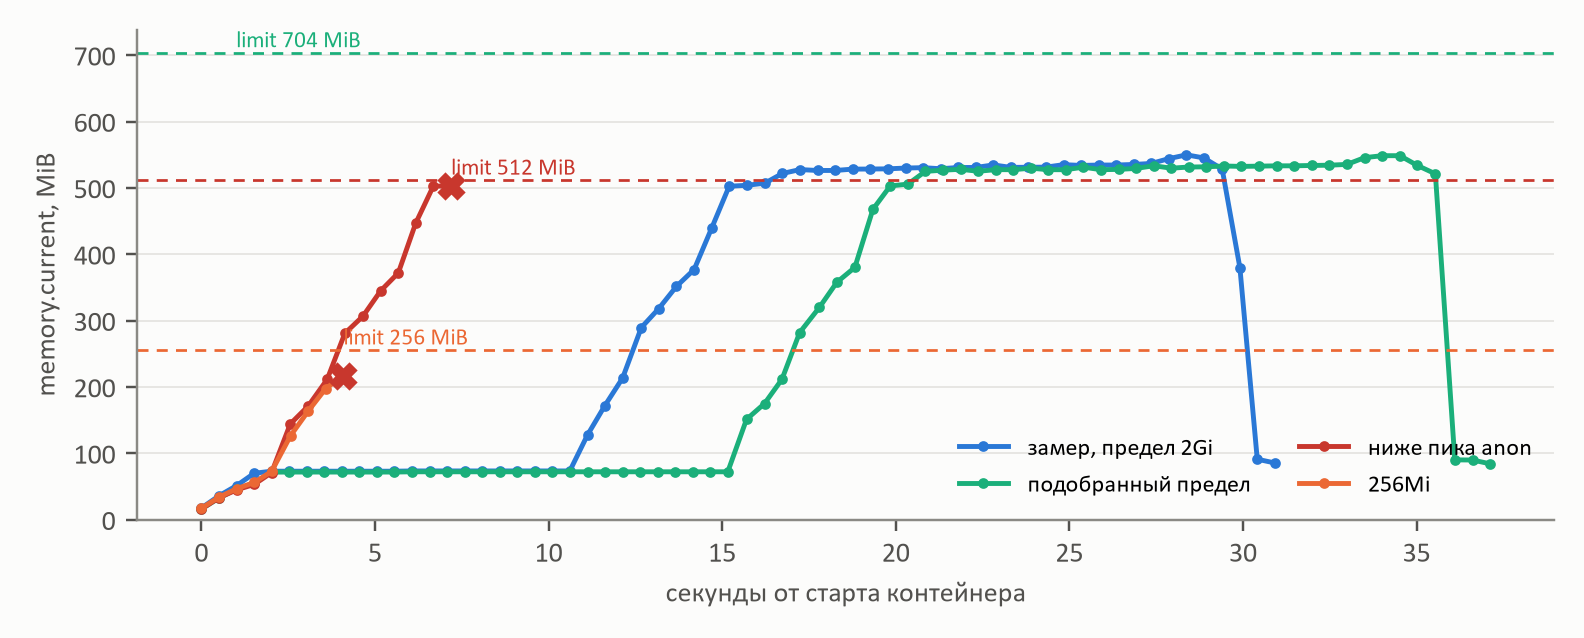 limit 704 MiB
700
600
limit 512 MiB
500
400
limit 256 MiB
300
200
100
0
memory.current, MiB
замер, предел 2Gi
ниже пика anon
подобранный предел
256Mi
0 5 10 15 20 25 30 35
секунды от старта контейнера